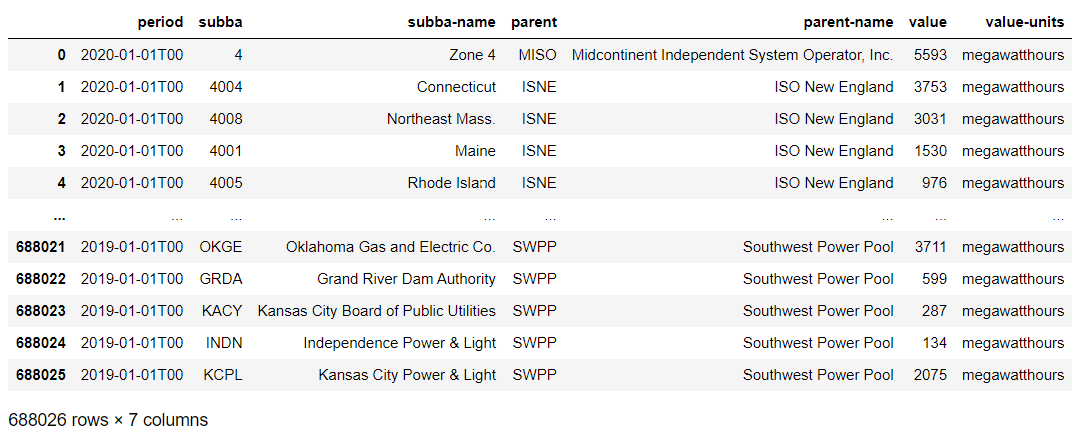 period subba subba-name parent parent-name value value-units
0 2020-01-01T00 4 Zone 4 MISO Midcontinent Independent System Operator, Inc. 5593 megawatthours
1 2020-01-01T00 4004 Connecticut ISNE ISO New England 3753 megawatthours
2 2020-01-01T00 4008 Northeast Mass. ISNE ISO New England 3031 megawatthours
3 2020-01-01T00 4001 Maine ISNE ISO New England 1530 megawatthours
4 2020-01-01T00 4005 Rhode Island ISNE ISO New England 976 megawatthours
... ... ... ... ... ... ... ...
688021 2019-01-01T00 OKGE Oklahoma Gas and Electric Co. SWPP Southwest Power Pool 3711 megawatthours
688022 2019-01-01T00 GRDA Grand River Dam Authority SWPP Southwest Power Pool 599 megawatthours
688023 2019-01-01T00 KACY Kansas City Board of Public Utilities SWPP Southwest Power Pool 287 megawatthours
688024 2019-01-01T00 INDN Independence Power & Light SWPP Southwest Power Pool 134 megawatthours
688025 2019-01-01T00 KCPL Kansas City Power & Light SWPP Southwest Power Pool 2075 megawatthours
688026 rows × 7 columns